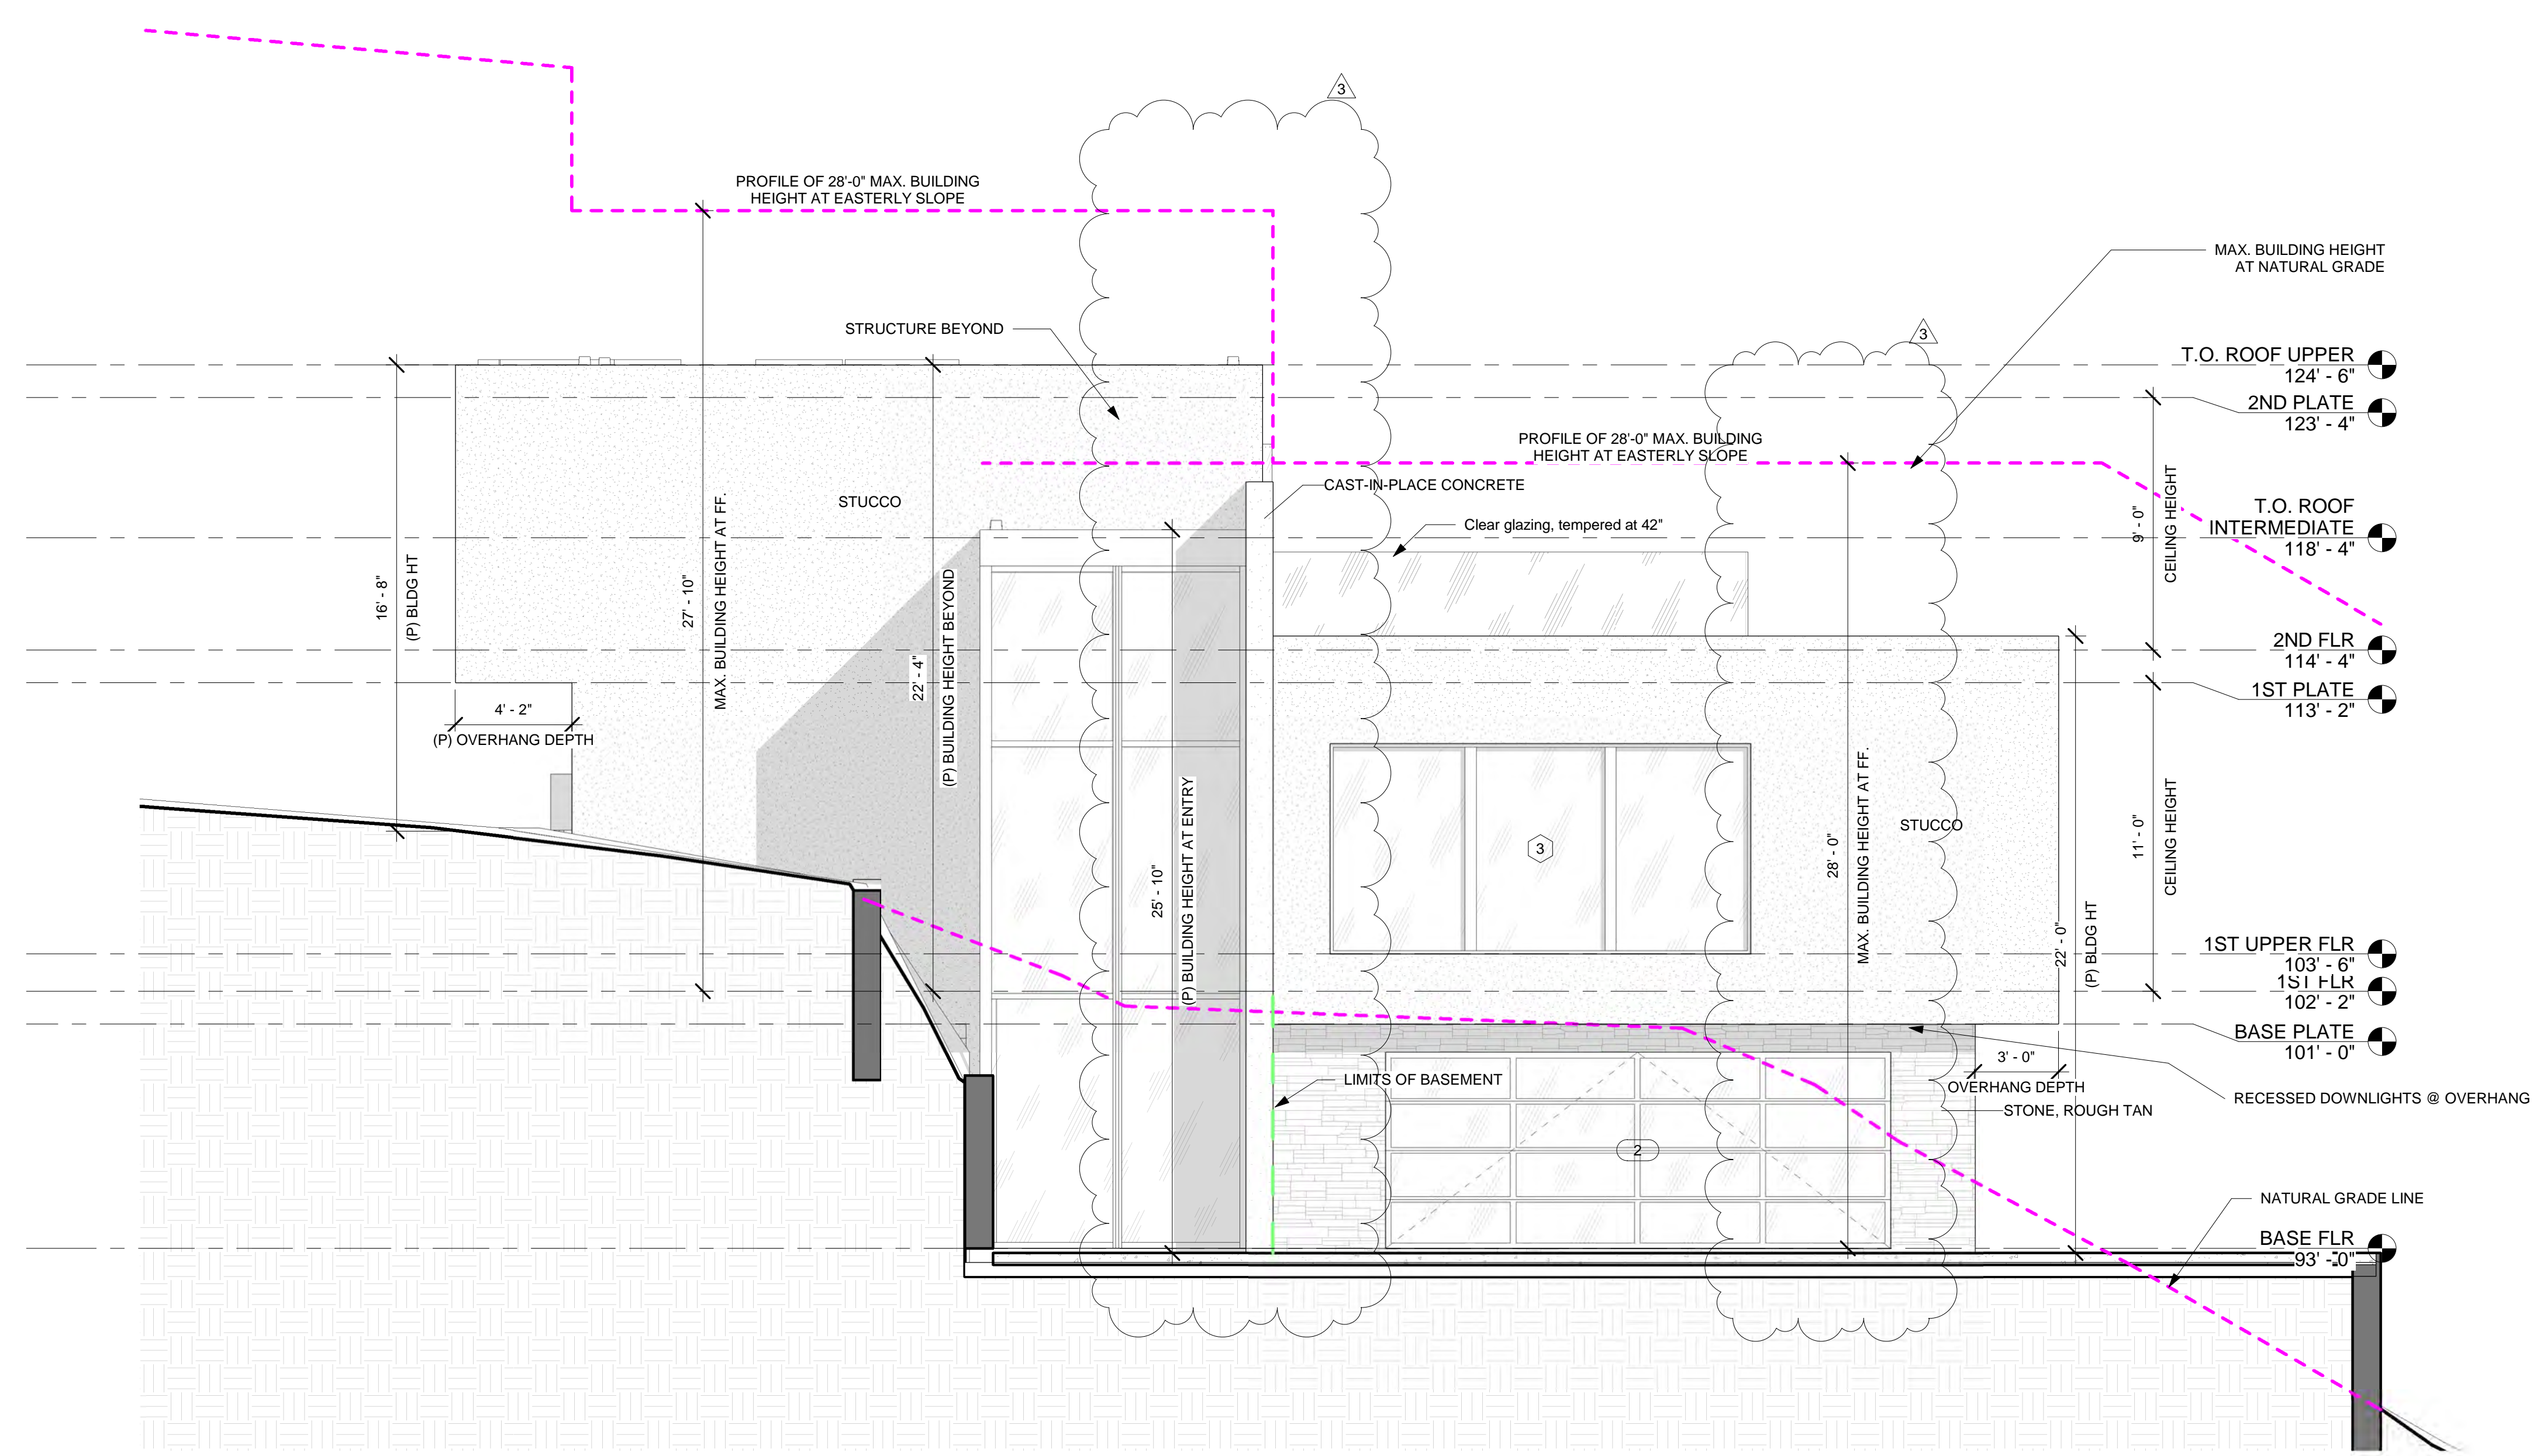 3
PROFILE OF 28'-0" MAX. BUILDING
HEIGHT AT EASTERLY SLOPE
MAX. BUILDING HEIGHT
AT NATURAL GRADE
STRUCTURE BEYOND
3
T.O. ROOF UPPER
124' - 6"
2ND PLATE
123' - 4"
PROFILE OF 28'-0" MAX. BUILDING
HEIGHT AT EASTERLY SLOPE
CAST-IN-PLACE CONCRETE
STUCCO
Clear glazing, tempered at 42"
T.O. ROOF
INTERMEDIATE
118' - 4"
9' - 0"
CEILING HEIGHT
16' - 8"
(P) BLDG HT
27' - 10"
MAX. BUILDING HEIGHT AT FF.
22' - 4"
(P) BUILDING HEIGHT BEYOND
2ND FLR
114' - 4"
1ST PLATE
113' - 2"
4' - 2"
(P) OVERHANG DEPTH
25' - 10"
(P) BUILDING HEIGHT AT ENTRY
3
28' - 0"
MAX. BUILDING HEIGHT AT FF.
STUCCO
11' - 0"
CEILING HEIGHT
22' - 0"
(P) BLDG HT
1ST UPPER FLR
103' - 6"
1ST FLR
102' - 2"
BASE PLATE
101' - 0"
3' - 0"
OVERHANG DEPTH
LIMITS OF BASEMENT
RECESSED DOWNLIGHTS @ OVERHANG
STONE, ROUGH TAN
2
NATURAL GRADE LINE
BASE FLR
93' - 0"